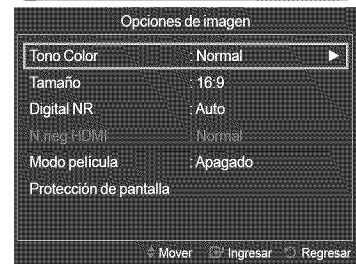 Opciones de imagen
Tono Color : Normal
Tamaño : 16:9
Digital NR : Auto
N.neg HDMI : Normal
Modo película : Apagado
Protección de pantalla
Mover Ingresar Regresar